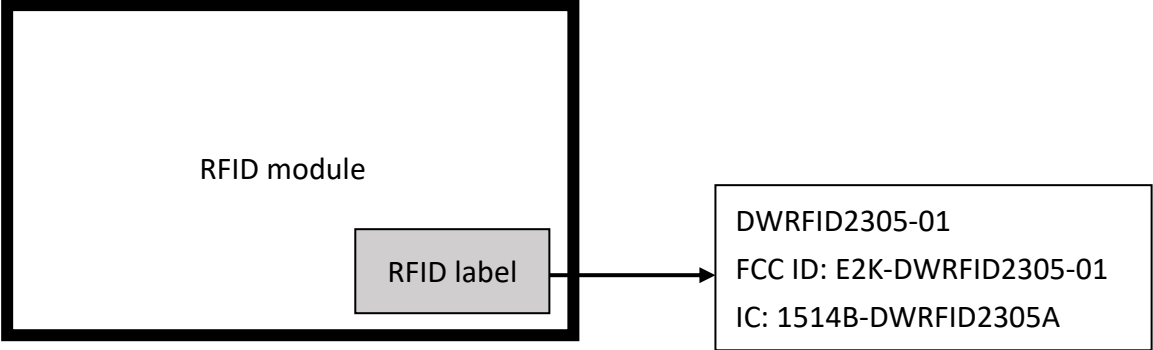 RFID module
RFID label
DWRFID2305-01
FCC ID: E2K-DWRFID2305-01
IC: 1514B-DWRFID2305A